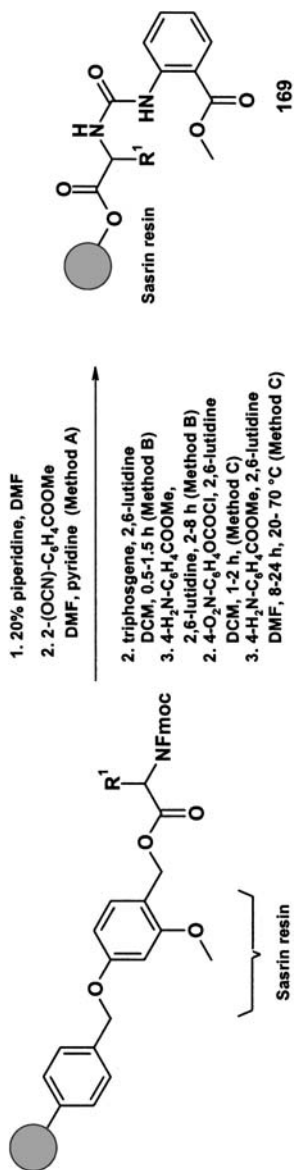 1. 20% piperidine, DMF
2. 2-(OCN)-C₆H₄COOMe
DMF, pyridine (Method A)
2. triphosgene, 2,6-lutidine
DCM, 0.5-1.5 h (Method B)
3. 4-H₂N-C₆H₄COOMe,
2,6-lutidine, 2-8 h (Method B)
2. 4-O₂N-C₆H₄OCOCl, 2,6-lutidine
DCM, 1-2 h, (Method C)
3. 4-H₂N-C₆H₄COOMe, 2,6-lutidine
DMF, 8-24 h, 20- 70 °C (Method C)
O
O
O
O
R¹
NFmoc
Sasrin resin
O
O
R¹
H
N
O
NH
O
O
Sasrin resin
169